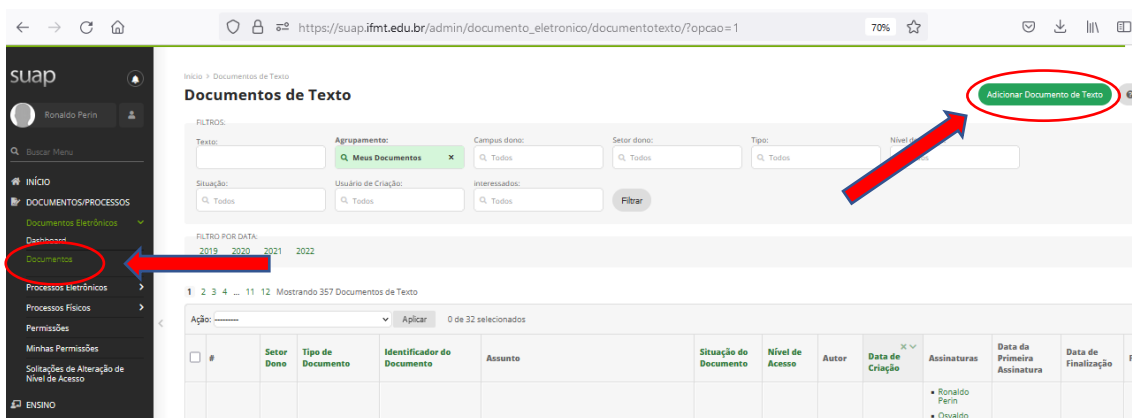 https://suap.ifmt.edu.br/admin/documento_eletronico/documentotexto/?opcao=1
70%
suap
Ronaldo Perin
Buscar Menu
INÍCIO
DOCUMENTOS/PROCESSOS
Documentos Eletrônicos
Dashboard
Documentos
Processos Eletrônicos
Processos Físicos
Permissões
Minhas Permissões
Solitações de Alteração de
Nível de Acesso
ENSINO
Início > Documentos de Texto
Documentos de Texto
Adicionar Documento de Texto
FILTROS:
Texto:
Agrupamento:
Campus dono:
Setor dono:
Tipo:
Nível de
Meus Documentos x
Todos
Todos
Todos
Situação:
Usuário de Criação:
Interessados:
Todos
Todos
Todos
Filtrar
FILTRO POR DATA:
2019 2020 2021 2022
1 2 3 4 ... 11 12 Mostrando 357 Documentos de Texto
Ação: ---------
Aplicar
0 de 32 selecionados
#
Setor
Dono
Tipo de
Documento
Identificador do
Documento
Assunto
Situação do
Documento
Nível de
Acesso
Autor
Data de
Criação
Assinaturas
Data da
Primeira
Assinatura
Data de
Finalização
Ronaldo
Perin
Osvaldo